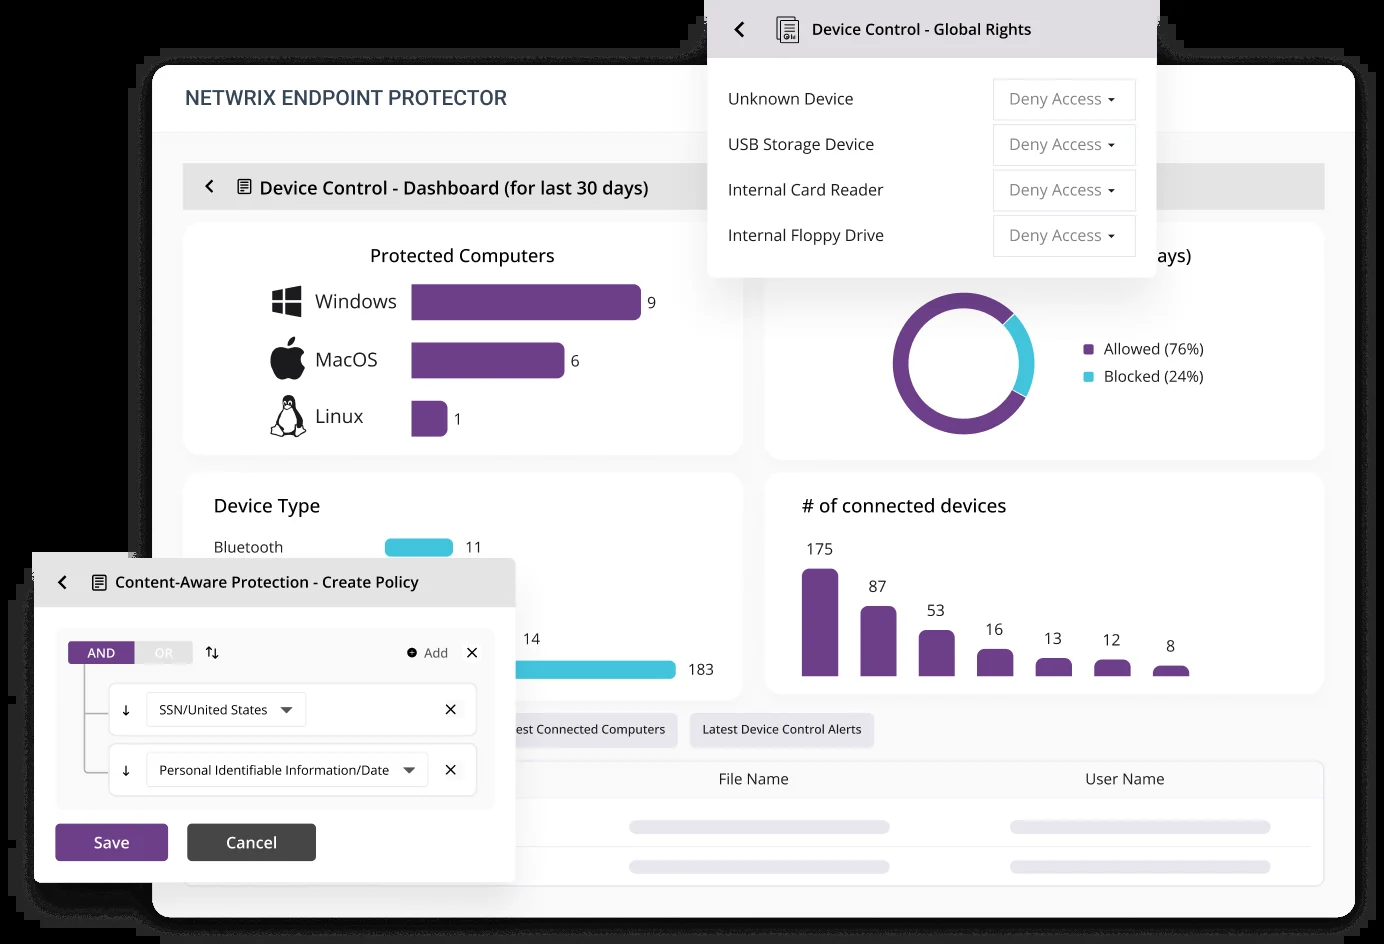 Device Control - Global Rights
Unknown Device Deny Access
USB Storage Device Deny Access
Internal Card Reader Deny Access
Internal Floppy Drive Deny Access
NETWRIX ENDPOINT PROTECTOR
Device Control - Dashboard (for last 30 days)
Protected Computers
Windows 9
MacOS 6
Linux 1
ays)
Allowed (76%)
Blocked (24%)
Device Type
Bluetooth 11
14
183
# of connected devices
175
87
53
16
13
12
8
Content-Aware Protection - Create Policy
AND OR Add
SSN/United States
Personal Identifiable Information/Date
Save Cancel
est Connected Computers
Latest Device Control Alerts
File Name User Name